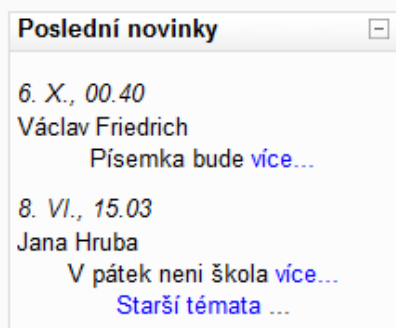 Poslední novinky
6. X., 00.40
Václav Friedrich
Písemka bude více...
8. VI., 15.03
Jana Hruba
V pátek neni škola více...
Starší témata ...